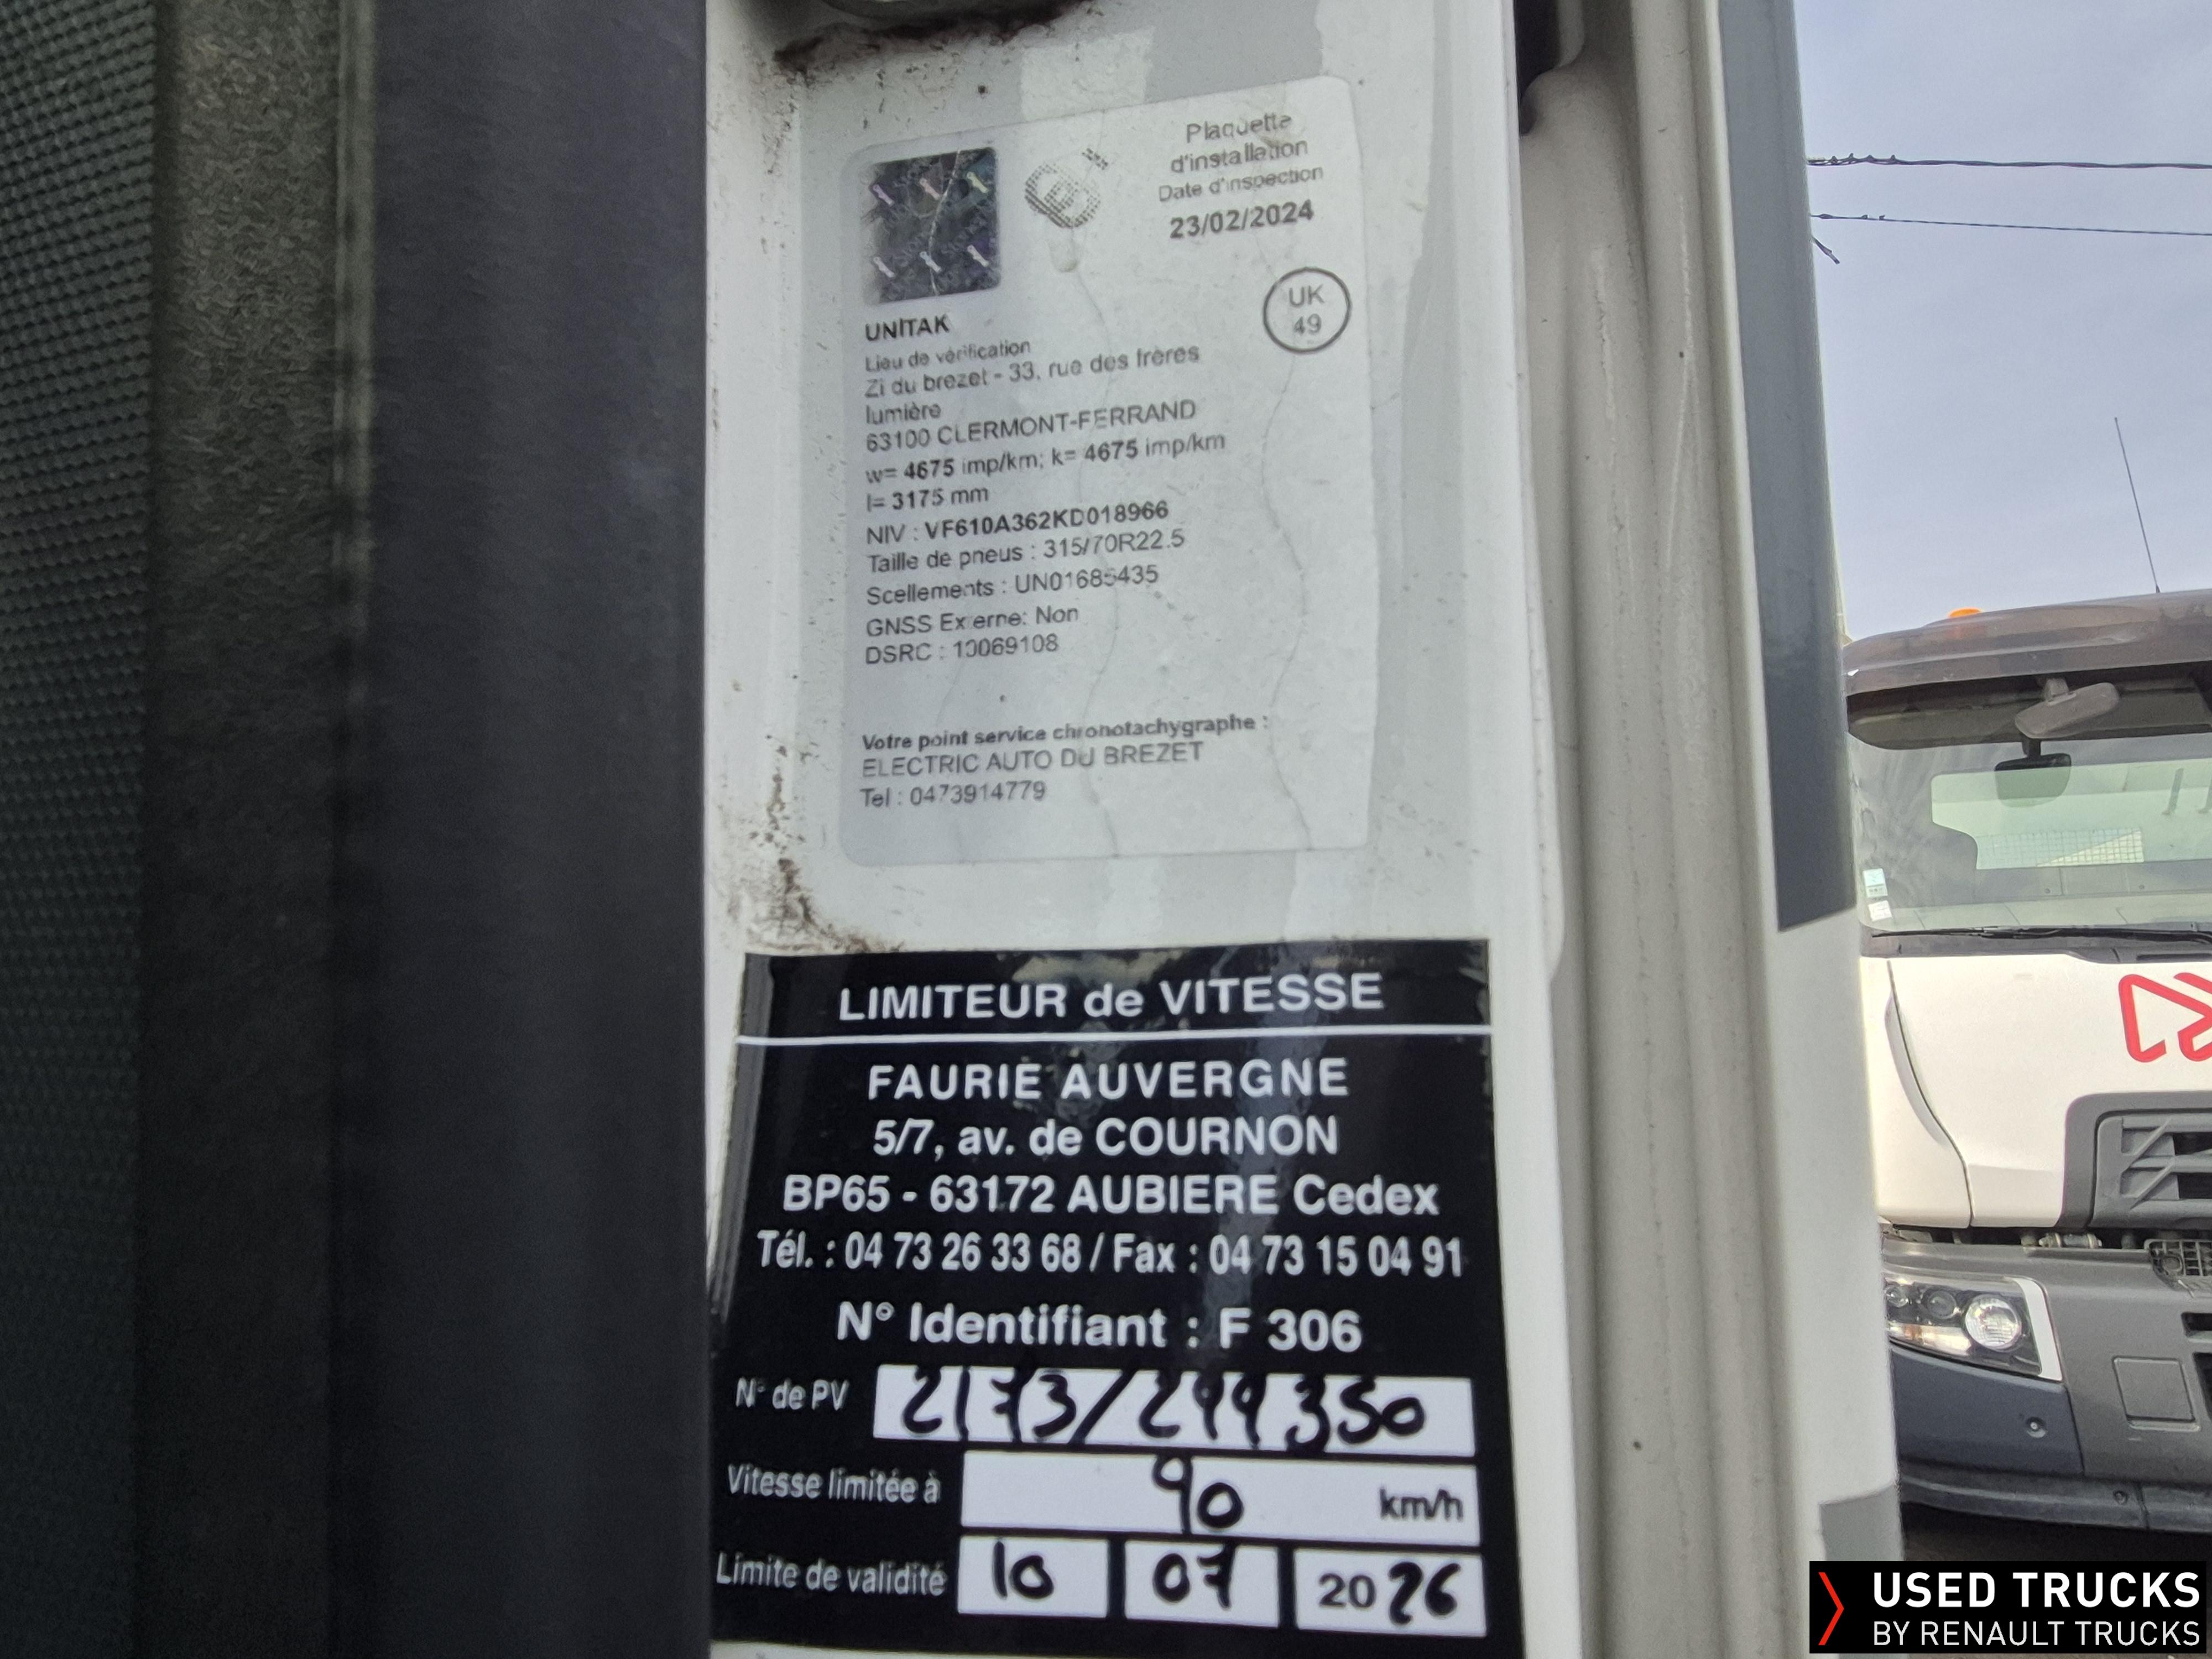 Plaquette
d'installation
Date d'inspection
23/02/2024
UK
49
UNITAK
Lieu de vérification
Zi du brezet - 33, rue des frères
lumière
63100 CLERMONT-FERRAND
w= 4675 imp/km; k= 4675 imp/km
l= 3175 mm
NIV : VF610A362KD018966
Taille de pneus : 315/70R22.5
Scellements : UN01685435
GNSS Externe: Non
DSRC : 10069108
Votre point service chronotachygraphe :
ELECTRIC AUTO DU BREZET
Tel : 0473914779
LIMITEUR de VITESSE
FAURIE AUVERGNE
5/7, av. de COURNON
BP65 - 63172 AUBIERE Cedex
Tél. : 04 73 26 33 68 / Fax : 04 73 15 04 91
N° Identifiant : F 306
N° de PV 2173/299350
Vitesse limitée à 90 km/h
Limite de validité 10 07 2026
USED TRUCKS
BY RENAULT TRUCKS